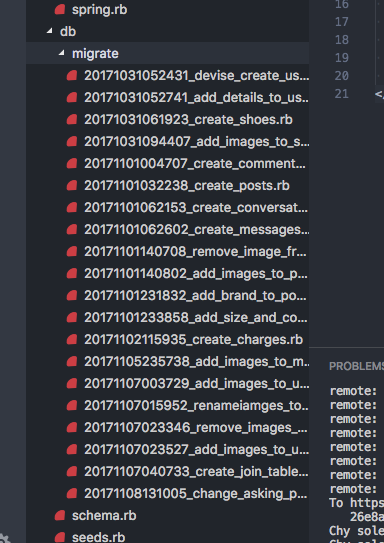 spring.rb
db
migrate
20171031052431_devise_create_us...
20171031052741_add_details_to_us...
20171031061923_create_shoes.rb
20171031094407_add_images_to_s...
20171101004707_create_comment...
20171101032238_create_posts.rb
20171101062153_create_conversat...
20171101062602_create_messages...
20171101140708_remove_image_fr...
20171101140802_add_images_to_p...
20171101231832_add_brand_to_po...
20171101233858_add_size_and_co...
20171102115935_create_charges.rb
20171105235738_add_images_to_m...
20171107003729_add_images_to_u...
20171107015952_renameiamges_to...
20171107023346_remove_images_...
20171107023527_add_images_to_u...
20171107040733_create_join_table...
20171108131005_change_asking_p...
schema.rb
seeds.rb
16
17
18
19
20
21 </
PROBLEMS
remote:
remote:
remote:
remote:
remote:
remote:
remote:
remote:
To https
26e8a
Chy sole
Chy sole